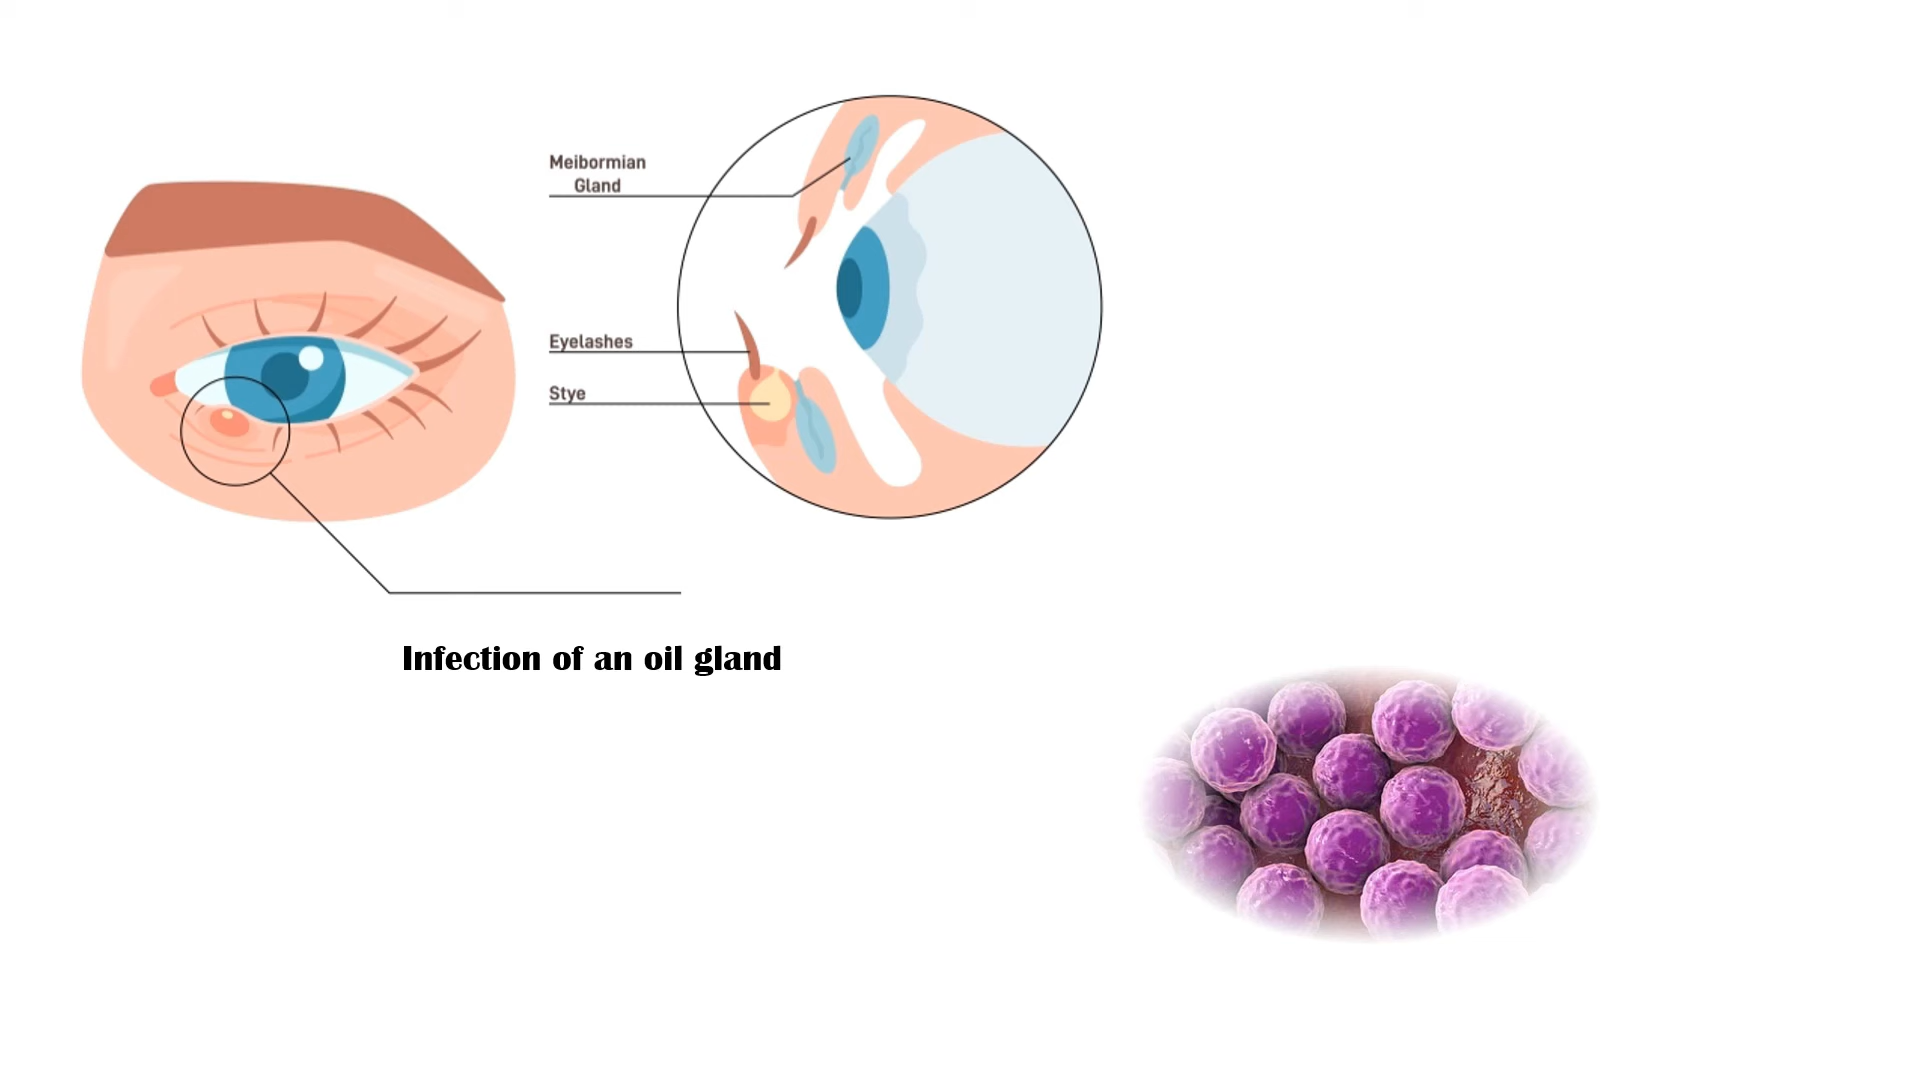 Meibormian
Gland
Eyelashes
Stye
Infection of an oil gland